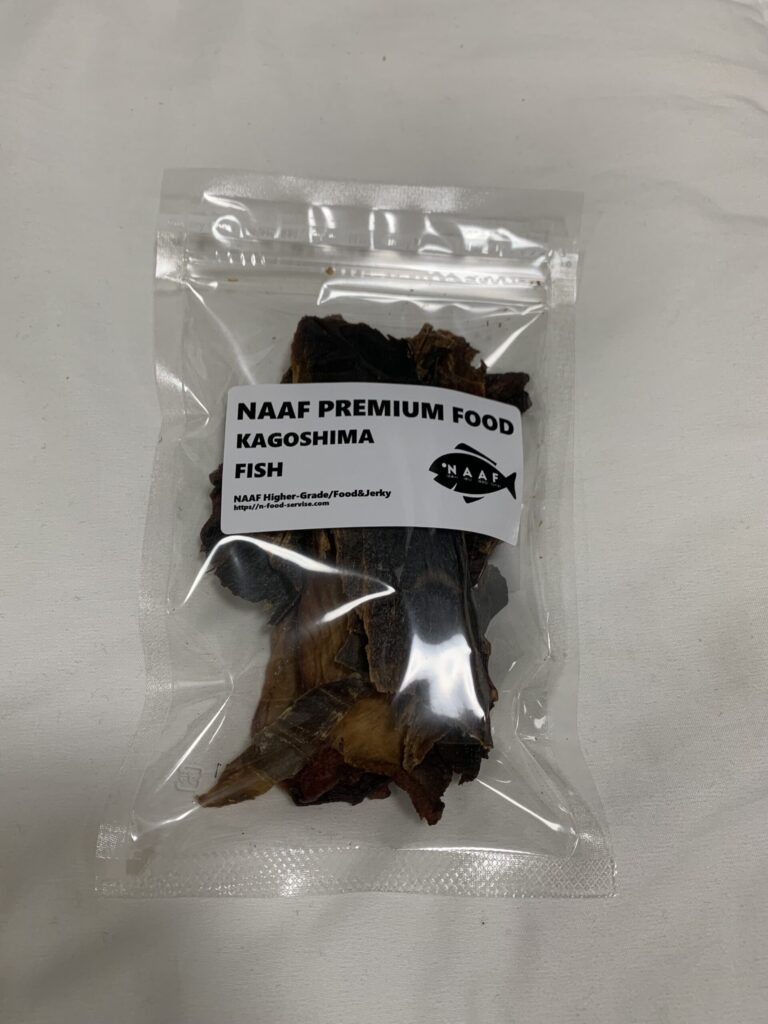 NAAF PREMIUM FOOD
KAGOSHIMA
FISH
NAAF
NAAF Higher-Grade/Food&Jerky
https//n-food-servise.com